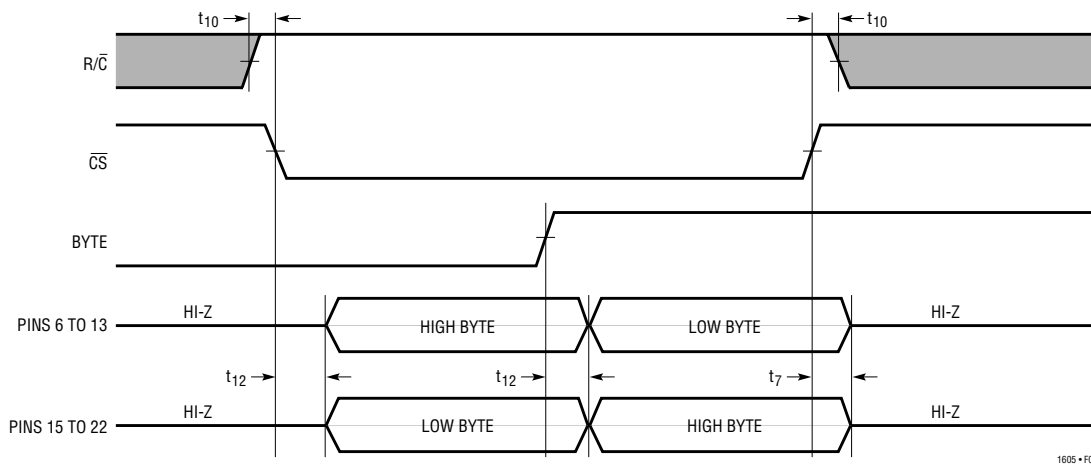 t10 t10
R/C̅
C̅S̅
BYTE
HI-Z HI-Z
PINS 6 TO 13 HIGH BYTE LOW BYTE
t12 t12 t7
HI-Z HI-Z
PINS 15 TO 22 LOW BYTE HIGH BYTE